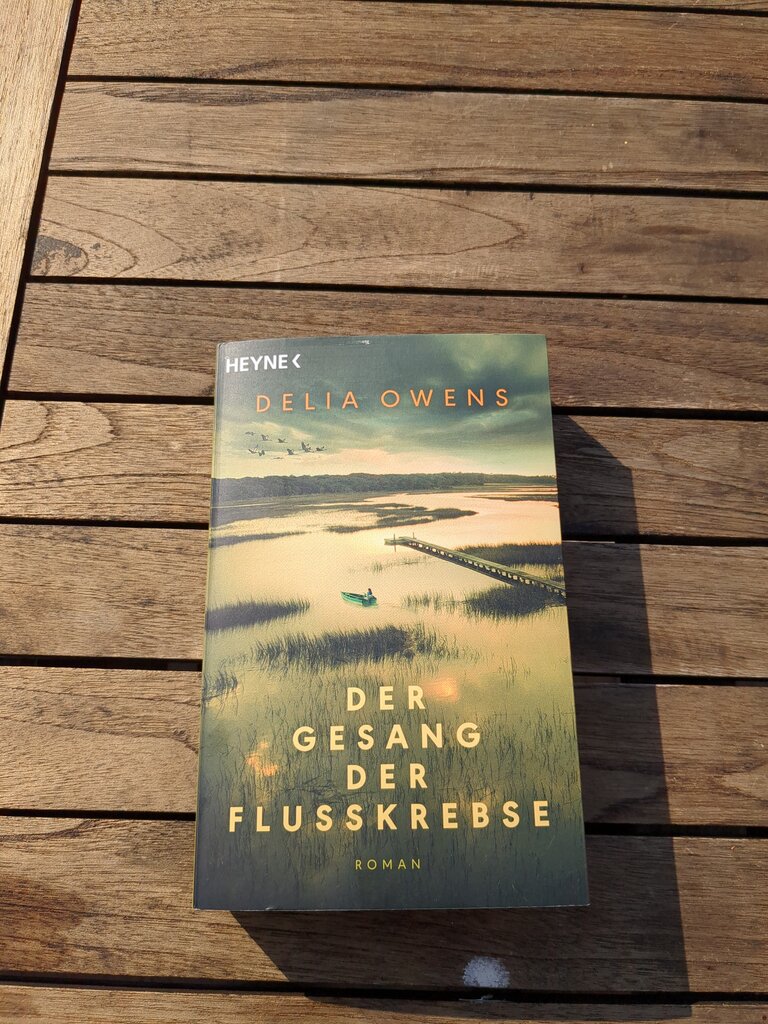 HEYNE
DELIA OWENS
DER
GESANG
DER
FLUSSKREBSE
ROMAN